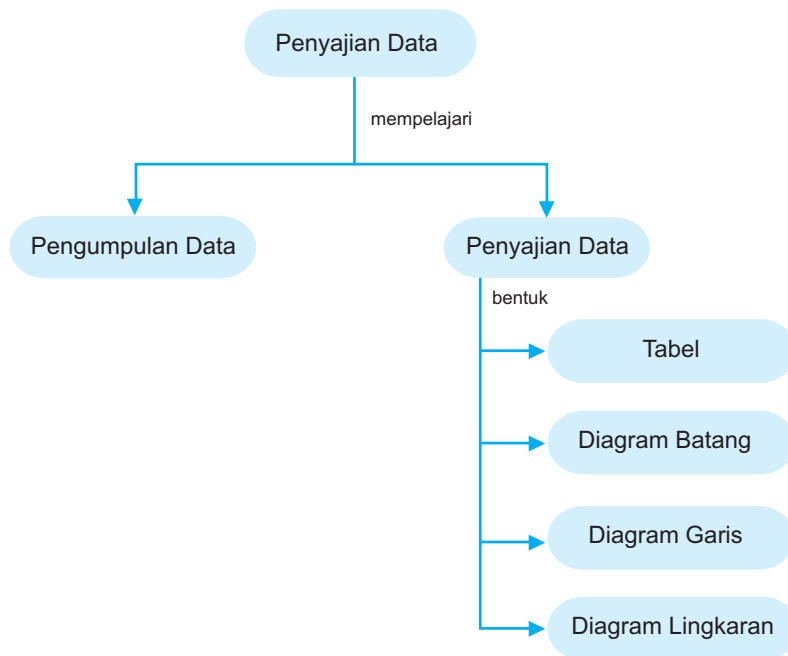 Penyajian Data
mempelajari
Pengumpulan Data
Penyajian Data
bentuk
Tabel
Diagram Batang
Diagram Garis
Diagram Lingkaran